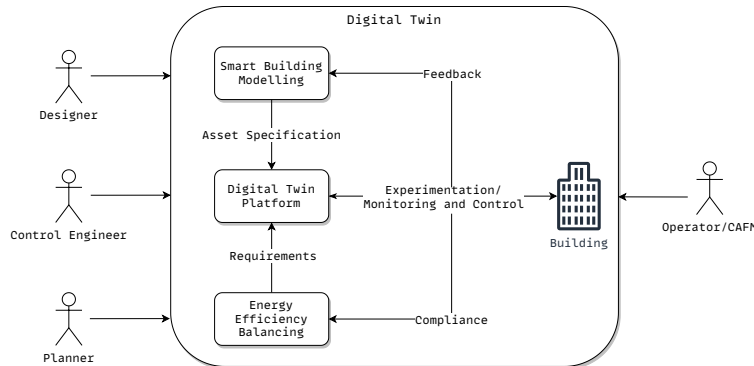 Digital Twin
Smart Building
Modelling
Feedback
Designer
Asset Specification
Digital Twin
Platform
Experimentation/
Monitoring and Control
Control Engineer
Building
Operator/CAFM
Requirements
Energy
Efficiency
Balancing
Compliance
Planner